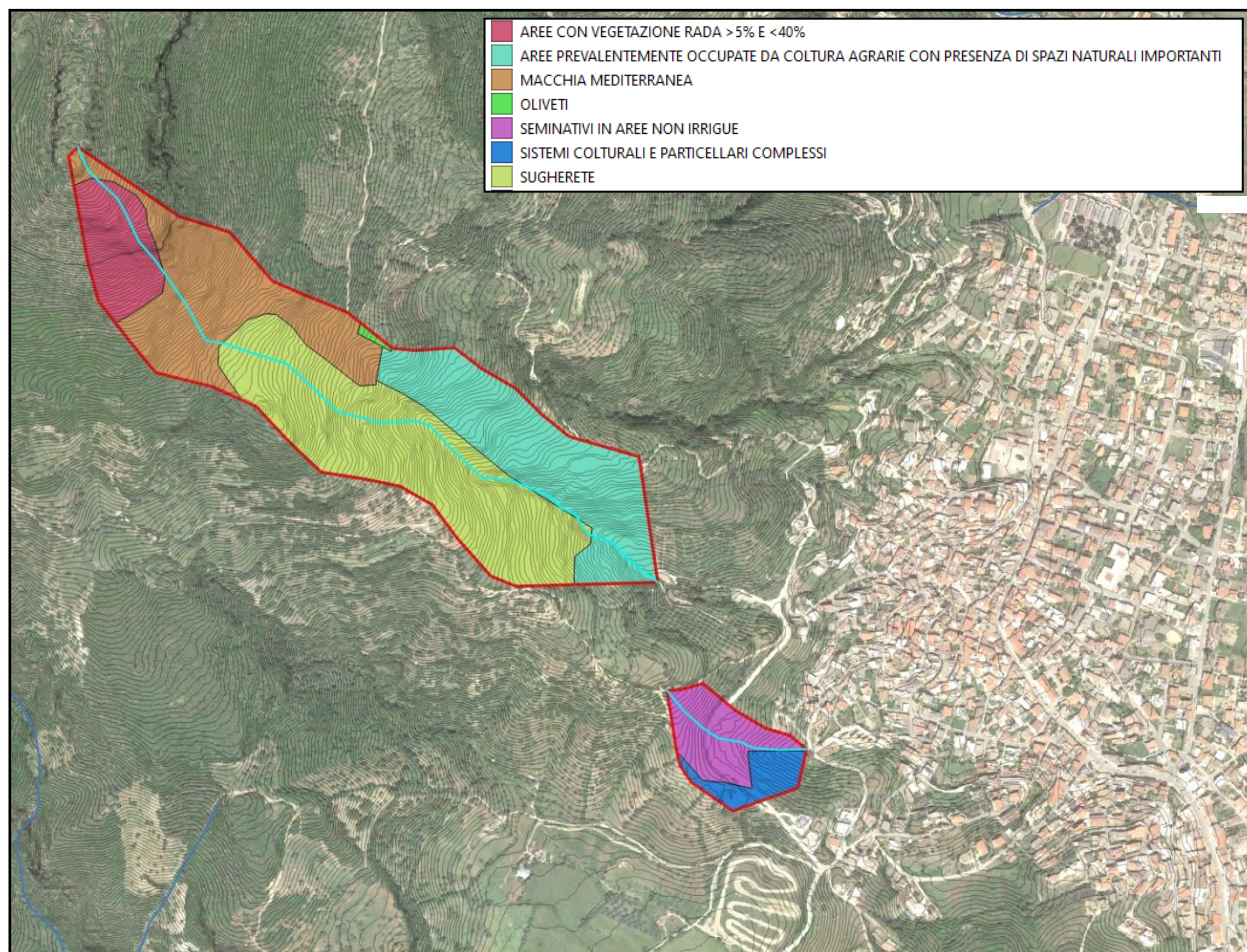 AREE CON VEGETAZIONE RADA >5% E <40%
AREE PREVALENTEMENTE OCCUPATE DA COLTURA AGRARIE CON PRESENZA DI SPAZI NATURALI IMPORTANTI
MACCHIA MEDITERRANEA
OLIVETI
SEMINATIVI IN AREE NON IRRIGUE
SISTEMI COLTURALI E PARTICELLARI COMPLESSI
SUGHERETE